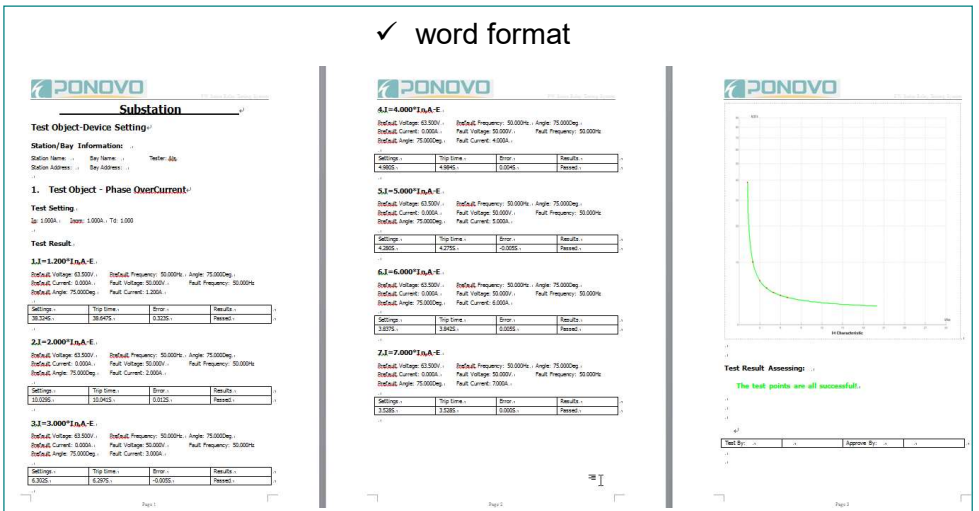 ✓ word format
PONOVO
Substation
Test Object-Device Setting
Station/Bay Information:
Station Name: Bay Name: Tester:
Station Address: Bay Address:
1. Test Object - Phase OverCurrent
Test Setting
Ip: 1.000A. Inom: 1.000A. Td: 1.000
Test Result
1.I=1.200*In,A-E
Prefault Voltage: 63.500V. Prefault Frequency: 50.000Hz. Angle: 75.000Deg.
Prefault Current: 0.000A. Fault Voltage: 50.000V. Fault Frequency: 50.000Hz
Prefault Angle: 75.000Deg. Fault Current: 1.200A.
Settings Trip time Error Results
38.324S 38.647S 0.323S Passed
2.I=2.000*In,A-E
Prefault Voltage: 63.500V. Prefault Frequency: 50.000Hz. Angle: 75.000Deg.
Prefault Current: 0.000A. Fault Voltage: 50.000V. Fault Frequency: 50.000Hz
Prefault Angle: 75.000Deg. Fault Current: 2.000A.
Settings Trip time Error Results
10.029S 10.041S 0.012S Passed
3.I=3.000*In,A-E
Prefault Voltage: 63.500V. Prefault Frequency: 50.000Hz. Angle: 75.000Deg.
Prefault Current: 0.000A. Fault Voltage: 50.000V. Fault Frequency: 50.000Hz
Prefault Angle: 75.000Deg. Fault Current: 3.000A.
Settings Trip time Error Results
6.302S 6.297S -0.005S Passed
Page 1
PONOVO
4.I=4.000*In,A-E
Prefault Voltage: 63.500V. Prefault Frequency: 50.000Hz. Angle: 75.000Deg.
Prefault Current: 0.000A. Fault Voltage: 50.000V. Fault Frequency: 50.000Hz
Prefault Angle: 75.000Deg. Fault Current: 4.000A.
Settings Trip time Error Results
4.980S 4.984S 0.004S Passed
5.I=5.000*In,A-E
Prefault Voltage: 63.500V. Prefault Frequency: 50.000Hz. Angle: 75.000Deg.
Prefault Current: 0.000A. Fault Voltage: 50.000V. Fault Frequency: 50.000Hz
Prefault Angle: 75.000Deg. Fault Current: 5.000A.
Settings Trip time Error Results
4.280S 4.275S -0.005S Passed
6.I=6.000*In,A-E
Prefault Voltage: 63.500V. Prefault Frequency: 50.000Hz. Angle: 75.000Deg.
Prefault Current: 0.000A. Fault Voltage: 50.000V. Fault Frequency: 50.000Hz
Prefault Angle: 75.000Deg. Fault Current: 6.000A.
Settings Trip time Error Results
3.837S 3.842S 0.005S Passed
7.I=7.000*In,A-E
Prefault Voltage: 63.500V. Prefault Frequency: 50.000Hz. Angle: 75.000Deg.
Prefault Current: 0.000A. Fault Voltage: 50.000V. Fault Frequency: 50.000Hz
Prefault Angle: 75.000Deg. Fault Current: 7.000A.
Settings Trip time Error Results
3.528S 3.528S 0.000S Passed
Page 2
PONOVO
Characteristic
Test Result Assessing:
The test points are all successful!
Test By: Approve By:
Page 3